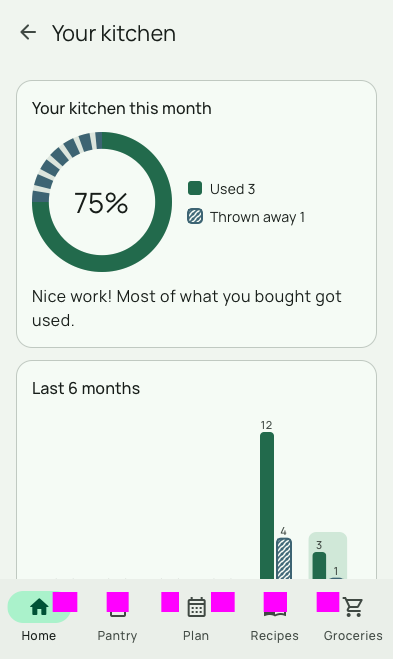 Your kitchen
Your kitchen this month
75%
Used 3
Thrown away 1
Nice work! Most of what you bought got
used.
Last 6 months
12
4
3
1
Home
Pantry
Plan
Recipes
Groceries